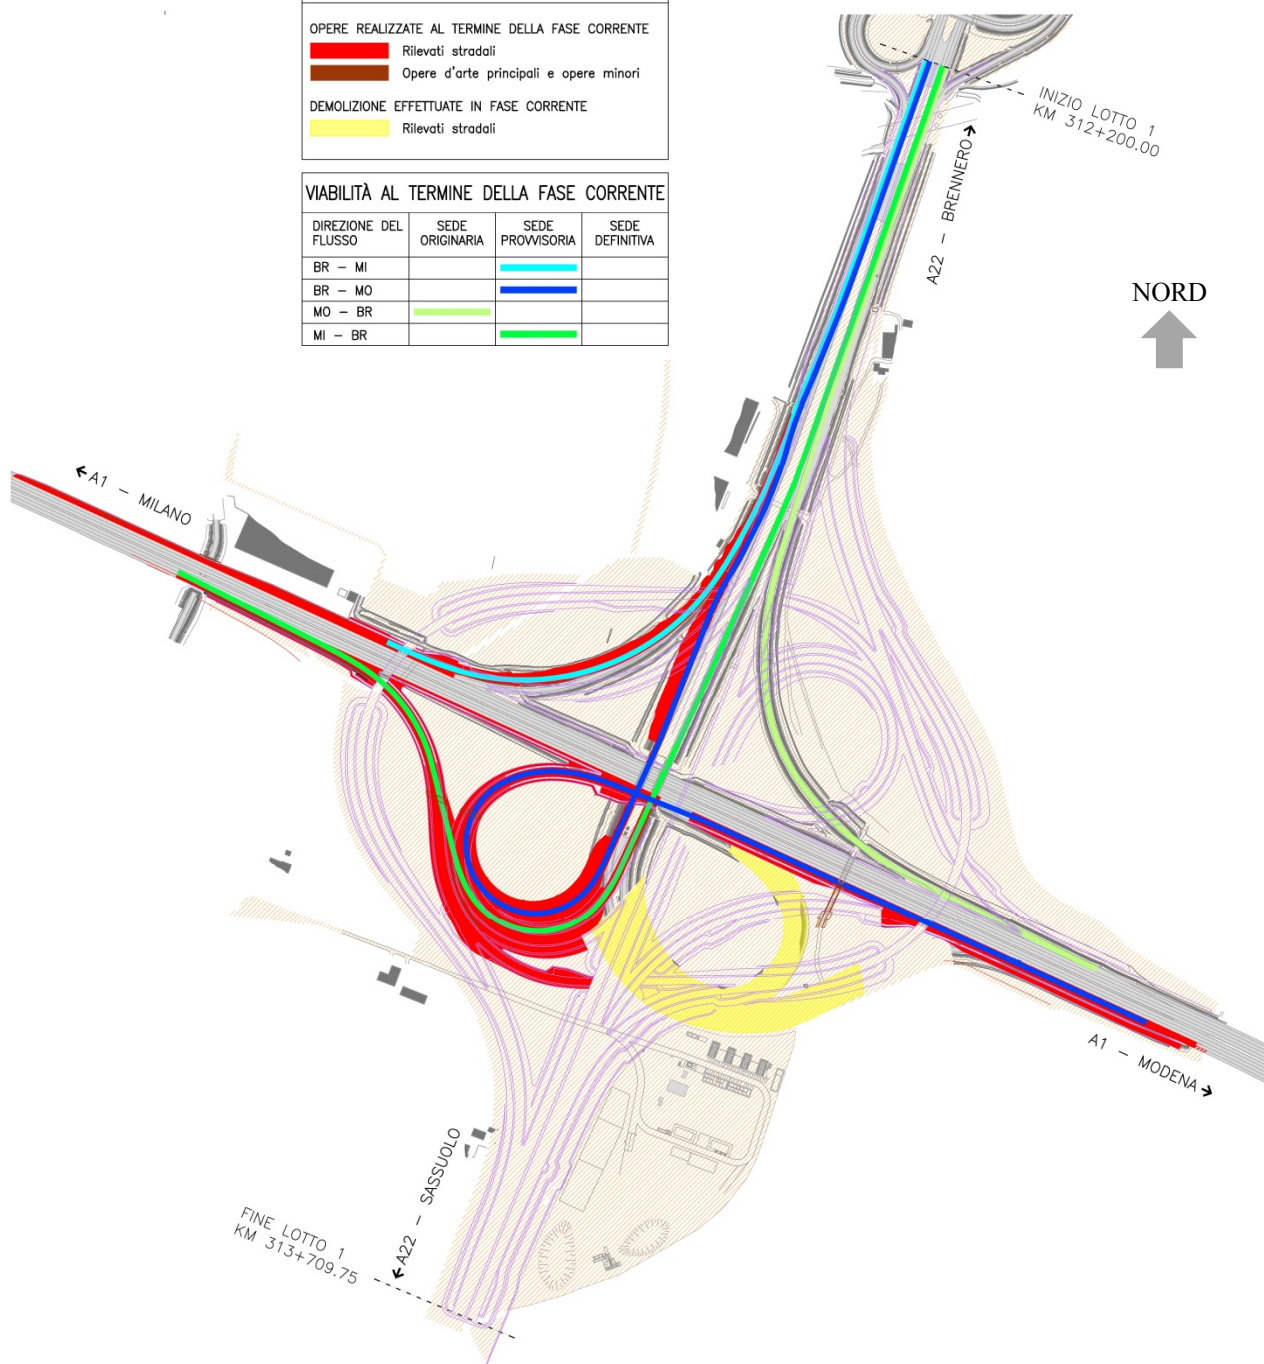 OPERE REALIZZATE AL TERMINE DELLA FASE CORRENTE
Rilevati stradali
Opere d'arte principali e opere minori
DEMOLIZIONE EFFETTUATE IN FASE CORRENTE
Rilevati stradali
VIABILITÀ AL TERMINE DELLA FASE CORRENTE
DIREZIONE DEL FLUSSO
SEDE ORIGINARIA
SEDE PROVVISORIA
SEDE DEFINITIVA
BR – MI
BR – MO
MO – BR
MI – BR
INIZIO LOTTO 1
KM 312+200.00
A22 – BRENNERO
NORD
A1 – MILANO
A1 – MODENA
A22 – SASSUOLO
FINE LOTTO 1
KM 313+709.75